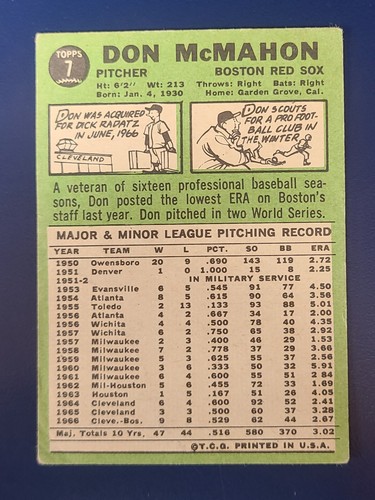 TOPPS
7
DON McMAHON
PITCHER BOSTON RED SOX
Ht: 6'2" Wt: 213 Throws: Right Bats: Right
Born: Jan. 4, 1930 Home: Garden Grove, Cal.
DON WAS ACQUIRED
FOR DICK RADATZ
IN JUNE, 1966
CLEVELAND
DON SCOUTS
FOR A PRO FOOT-
BALL CLUB IN
THE WINTER.
A veteran of sixteen professional baseball sea-
sons, Don posted the lowest ERA on Boston's
staff last year. Don pitched in two World Series.
MAJOR & MINOR LEAGUE PITCHING RECORD
YEAR TEAM W L PCT. SO BB ERA
1950 Owensboro 20 9 .690 143 119 2.72
1951 Denver 1 0 1.000 15 8 2.25
1951-2 IN MILITARY SERVICE
1953 Evansville 6 5 .545 91 77 4.50
1954 Atlanta 8 5 .615 90 64 3.56
1955 Toledo 2 13 .133 93 88 5.01
1956 Atlanta 4 2 .667 34 17 2.00
1956 Wichita 4 4 .500 78 40 4.35
1957 Wichita 6 2 .750 65 38 2.92
1957 Milwaukee 2 3 .400 46 29 1.53
1958 Milwaukee 7 2 .778 37 29 3.66
1959 Milwaukee 5 3 .625 55 37 2.56
1960 Milwaukee 3 6 .333 50 32 5.91
1961 Milwaukee 6 4 .600 55 51 2.84
1962 Mil-Houston 5 6 .455 72 33 1.69
1963 Houston 1 5 .167 51 26 4.05
1964 Cleveland 6 4 .600 92 52 2.41
1965 Cleveland 3 3 .500 60 37 3.28
1966 Cleve.-Bos. 9 8 .529 62 44 2.67
Maj. Totals 10 Yrs. 47 44 .516 580 370 3.02
©T.C.G. PRINTED IN U.S.A.